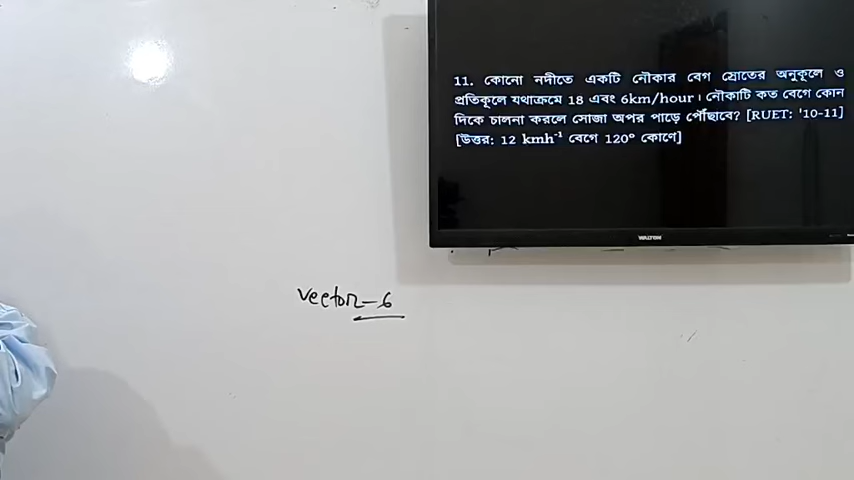 11. কোনো নদীতে একটি নৌকার বেগ স্রোতের অনুকূলে ও
প্রতিকূলে যথাক্রমে 18 এবং 6km/hour। নৌকাটি কত বেগে কোন
দিকে চালনা করলে সোজা অপর পাড়ে পৌঁছাবে? [RUET: '10-11]
[উত্তর: 12 kmh⁻¹ বেগে 120° কোণে]
WALTON
vector-6